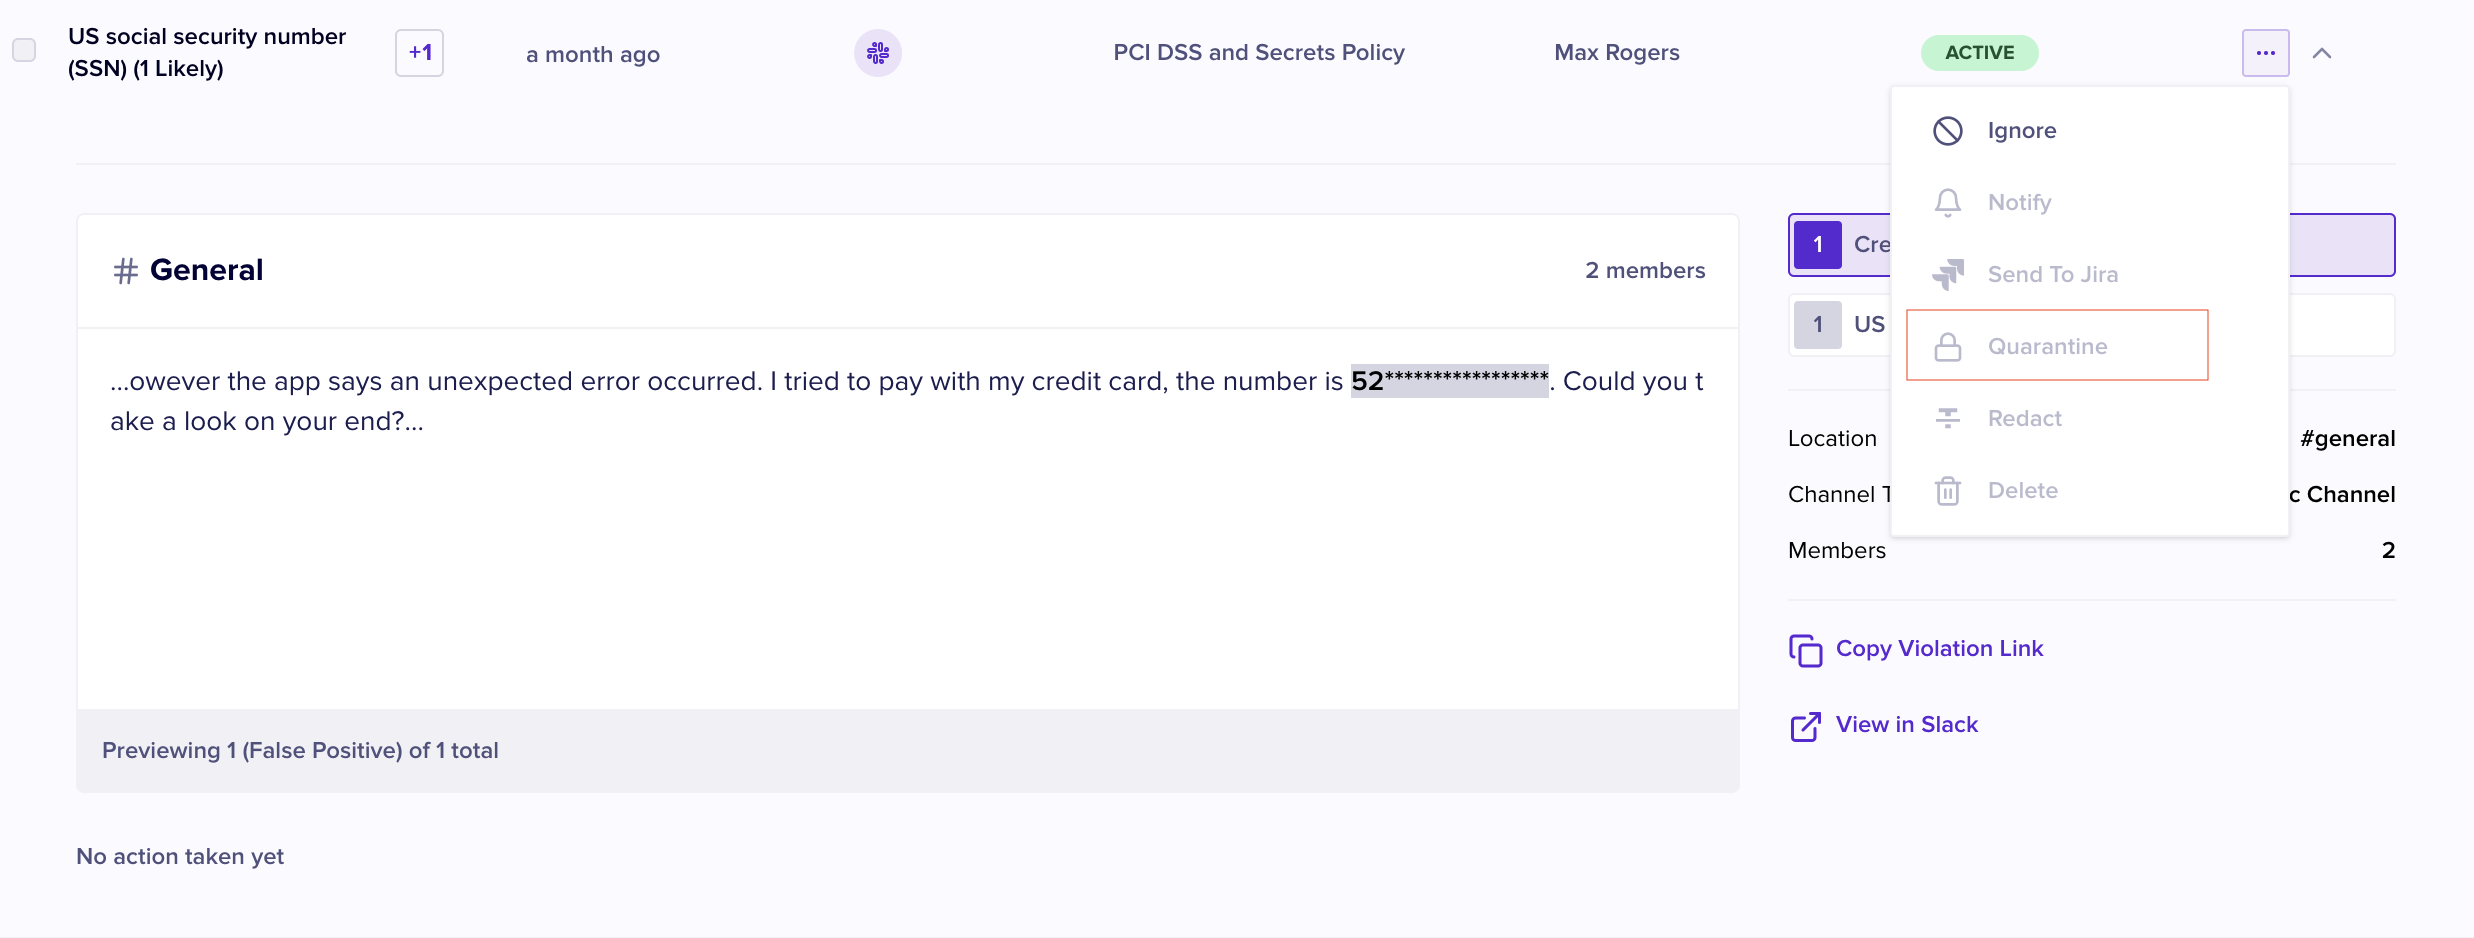 US social security number
(SSN) (1 Likely)
+1
a month ago
PCI DSS and Secrets Policy
Max Rogers
ACTIVE
Ignore
Notify
Send To Jira
Quarantine
Redact
Delete
# General
2 members
...owever the app says an unexpected error occurred. I tried to pay with my credit card, the number is 52*****************. Could you t
ake a look on your end?...
Previewing 1 (False Positive) of 1 total
No action taken yet
1 Cre
1 US
Location #general
Channel T c Channel
Members 2
Copy Violation Link
View in Slack